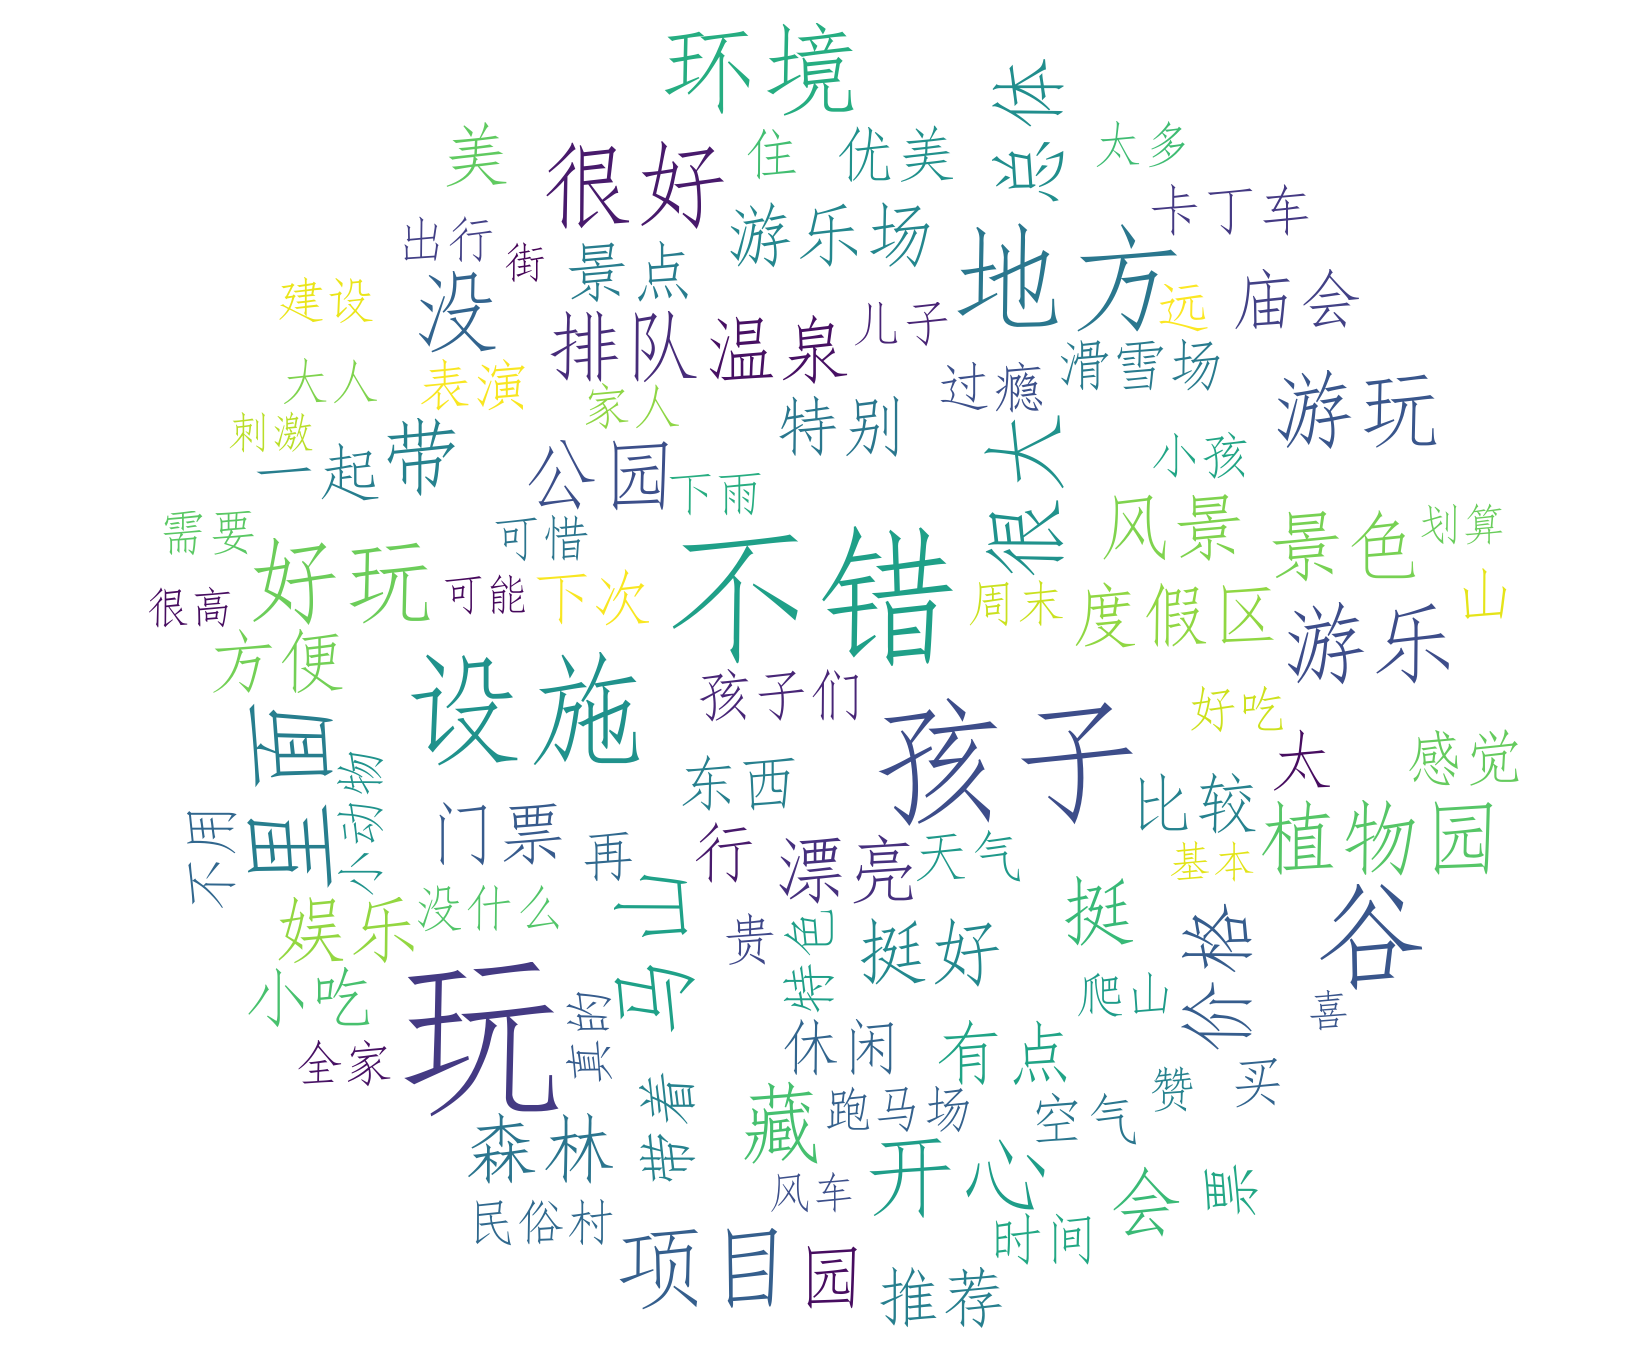 环境
总体
美
很好
住
优美
太多
出行
街
景点
游乐场
卡丁车
建设
没
排队
温泉
儿子
地方
远
庙会
大人
表演
家人
过瘾
滑雪场
游玩
刺激
一起
带
公园
特别
很大
小孩
下雨
需要
可惜
不错
风景
景色
划算
很高
好玩
可能
下次
周末
度假区
游乐
山
方便
设施
孩子们
孩子
好吃
太
感觉
里面
小动物
东西
比较
植物园
不用
门票
再
行
漂亮
天气
基本
娱乐
没什么
马山
贵
特色
挺好
挺
价格
谷
小吃
玩
真的
爬山
喜
全家
休闲
有点
赞
买
森林
带着
藏
跑马场
空气
开心
民俗村
风车
会
票
项目
园
时间
推荐